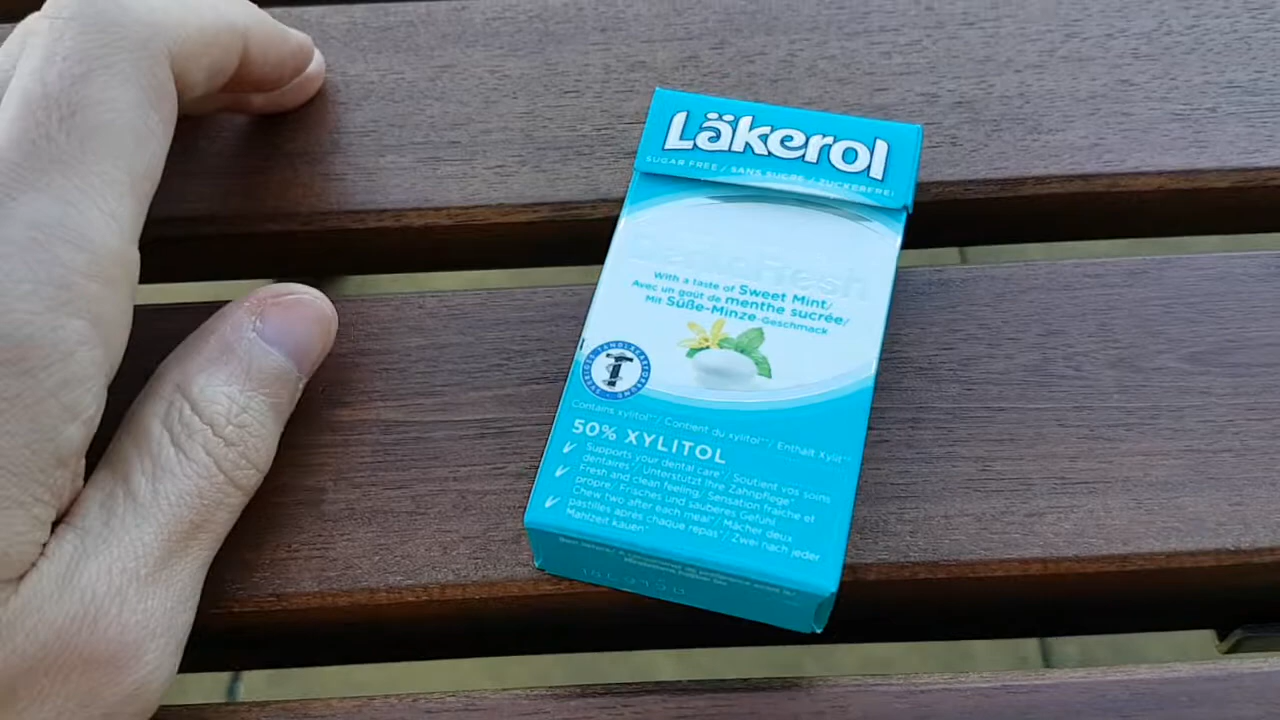 Läkerol
SUGAR FREE / SANS SUCRE / ZUCKERFREI
With a taste of Sweet Mint/
Avec un goût de menthe sucrée/
Mit Süße-Minze-Geschmack
SVERIGES TANDLÄKARFÖRBUND
Contains xylitol**/ Contient du xylitol**/ Enthält Xylit**
50% XYLITOL
Supports your dental care*/ Soutient vos soins
dentaires*/ Unterstützt Ihre Zahnpflege*
Fresh and clean feeling/ Sensation fraîche et
propre/ Frisches und sauberes Gefühl
Chew two after each meal*/ Mâcher deux
pastilles après chaque repas*/ Zwei nach jeder
Mahlzeit kauen*